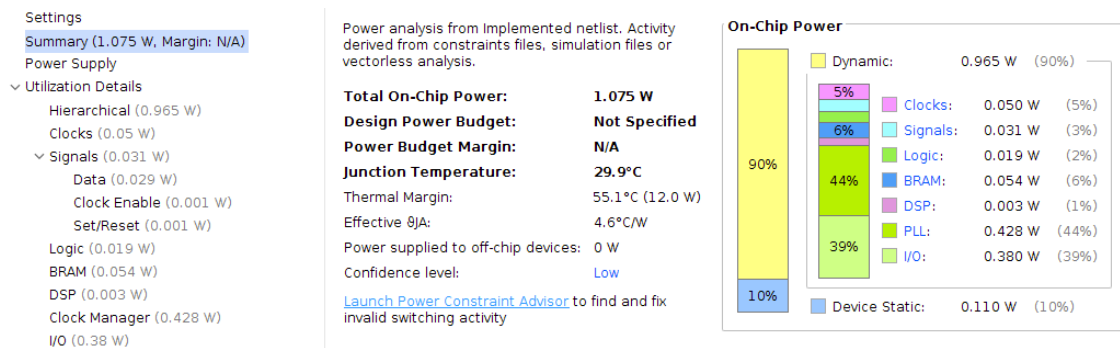 Settings
Summary (1.075 W, Margin: N/A)
Power Supply
Utilization Details
Hierarchical (0.965 W)
Clocks (0.05 W)
Signals (0.031 W)
Data (0.029 W)
Clock Enable (0.001 W)
Set/Reset (0.001 W)
Logic (0.019 W)
BRAM (0.054 W)
DSP (0.003 W)
Clock Manager (0.428 W)
I/O (0.38 W)
Power analysis from Implemented netlist. Activity
derived from constraints files, simulation files or
vectorless analysis.
Total On-Chip Power: 1.075 W
Design Power Budget: Not Specified
Power Budget Margin: N/A
Junction Temperature: 29.9°C
Thermal Margin: 55.1°C (12.0 W)
Effective ϑJA: 4.6°C/W
Power supplied to off-chip devices: 0 W
Confidence level: Low
Launch Power Constraint Advisor to find and fix
invalid switching activity
On-Chip Power
90%
10%
Dynamic: 0.965 W (90%)
5%
6%
44%
39%
Clocks: 0.050 W (5%)
Signals: 0.031 W (3%)
Logic: 0.019 W (2%)
BRAM: 0.054 W (6%)
DSP: 0.003 W (1%)
PLL: 0.428 W (44%)
I/O: 0.380 W (39%)
Device Static: 0.110 W (10%)